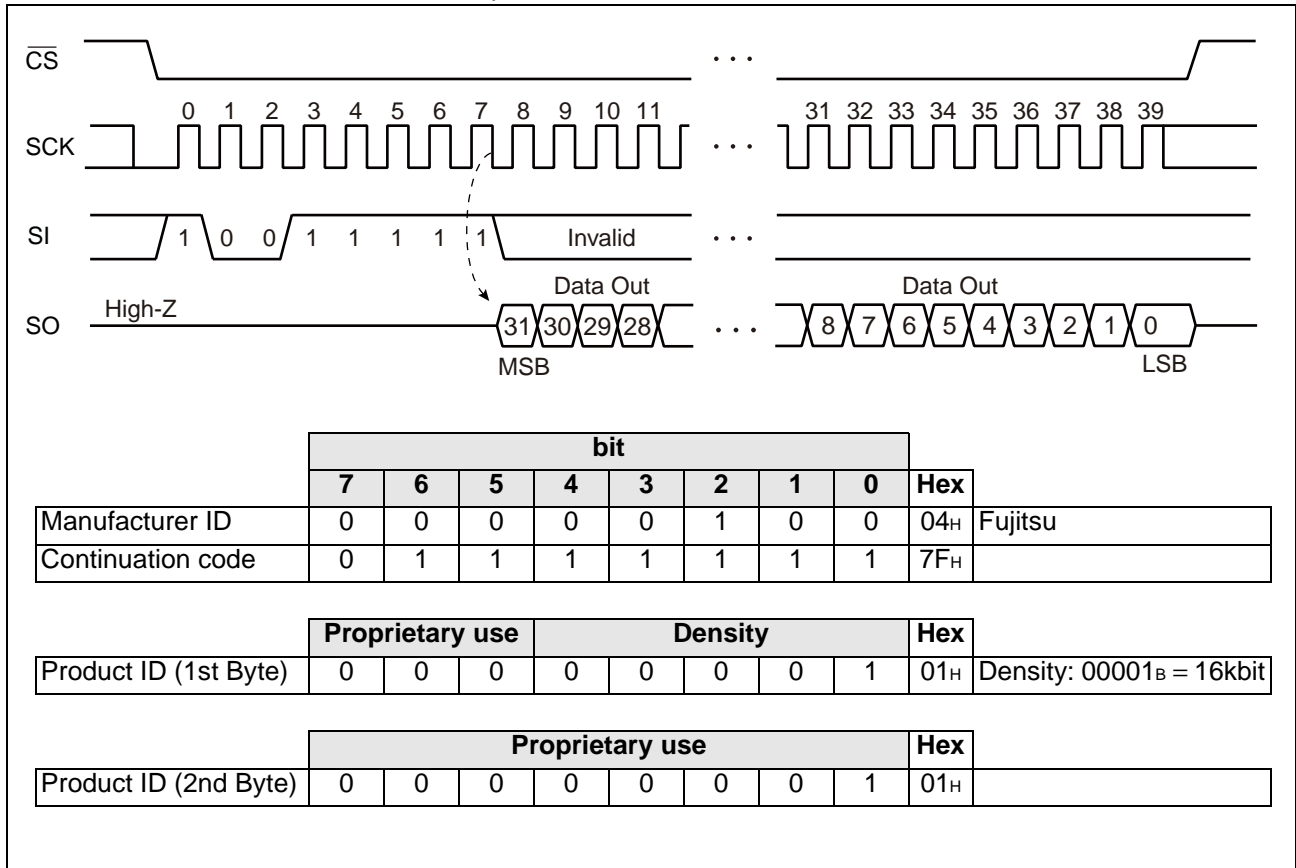 CS
0 1 2 3 4 5 6 7 8 9 10 11 31 32 33 34 35 36 37 38 39
SCK
SI 1 0 0 1 1 1 1 1 Invalid
Data Out Data Out
High-Z
SO 31 30 29 28 8 7 6 5 4 3 2 1 0
MSB LSB
bit
7 6 5 4 3 2 1 0 Hex
Manufacturer ID 0 0 0 0 0 1 0 0 04H Fujitsu
Continuation code 0 1 1 1 1 1 1 1 7FH
Proprietary use Density Hex
Product ID (1st Byte) 0 0 0 0 0 0 0 1 01H Density: 00001B = 16kbit
Proprietary use Hex
Product ID (2nd Byte) 0 0 0 0 0 0 0 1 01H